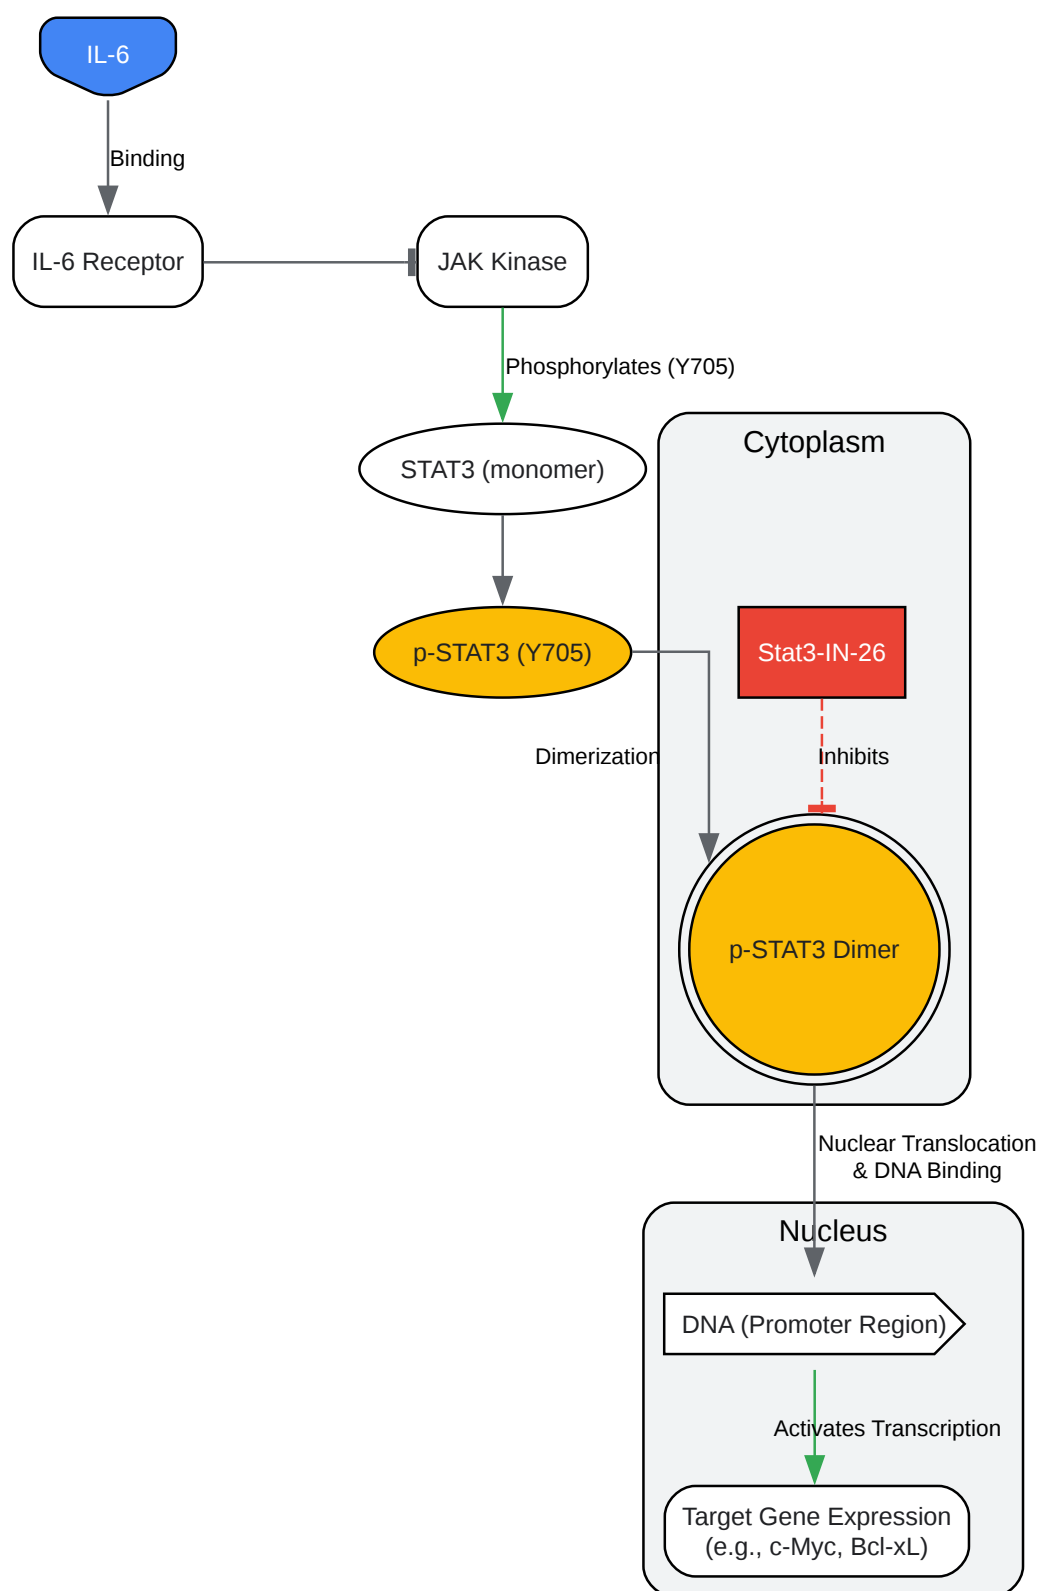 IL-6
Binding
IL-6 Receptor
JAK Kinase
Phosphorylates (Y705)
Cytoplasm
STAT3 (monomer)
p-STAT3 (Y705)
Stat3-IN-26
Dimerization
Inhibits
p-STAT3 Dimer
Nuclear Translocation
& DNA Binding
Nucleus
DNA (Promoter Region)
Activates Transcription
Target Gene Expression
(e.g., c-Myc, Bcl-xL)